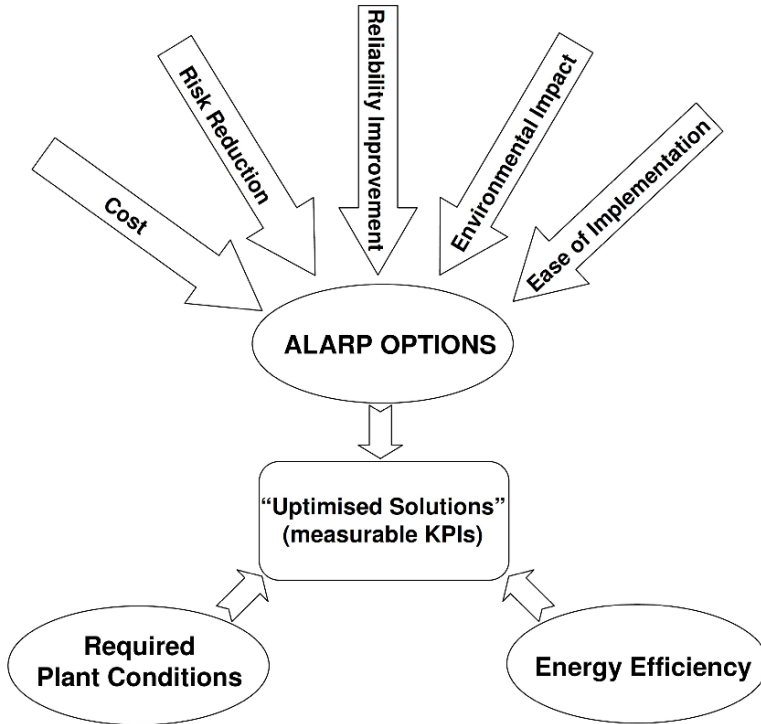 Cost
Risk Reduction
Reliability Improvement
Environmental Impact
Ease of Implementation
ALARP OPTIONS
“Uptimised Solutions”
(measurable KPIs)
Required
Plant Conditions
Energy Efficiency